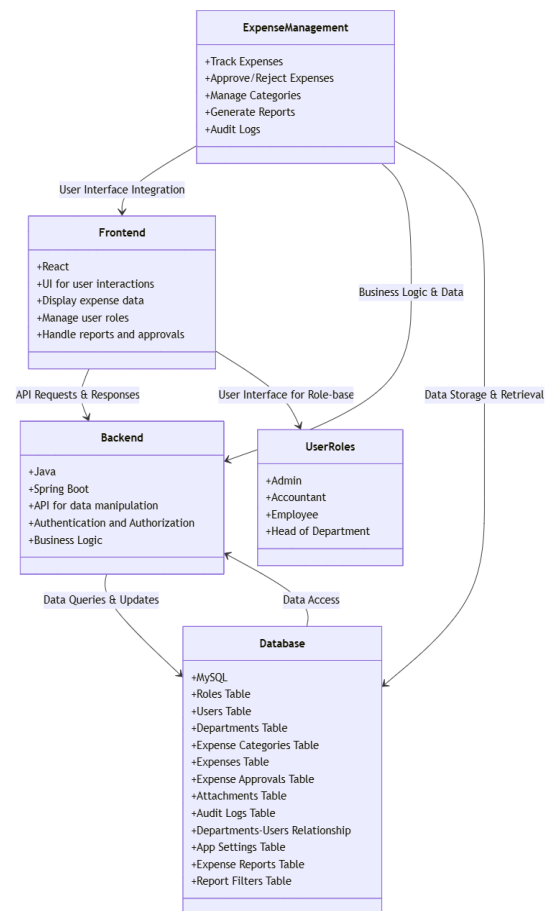 ExpenseManagement
+Track Expenses
+Approve/Reject Expenses
+Manage Categories
+Generate Reports
+Audit Logs
User Interface Integration
Frontend
+React
+UI for user interactions
+Display expense data
+Manage user roles
+Handle reports and approvals
Business Logic & Data
API Requests & Responses
User Interface for Role-base
Data Storage & Retrieval
Backend
+Java
+Spring Boot
+API for data manipulation
+Authentication and Authorization
+Business Logic
UserRoles
+Admin
+Accountant
+Employee
+Head of Department
Data Queries & Updates
Data Access
Database
+MySQL
+Roles Table
+Users Table
+Departments Table
+Expense Categories Table
+Expenses Table
+Expense Approvals Table
+Attachments Table
+Audit Logs Table
+Departments-Users Relationship
+App Settings Table
+Expense Reports Table
+Report Filters Table